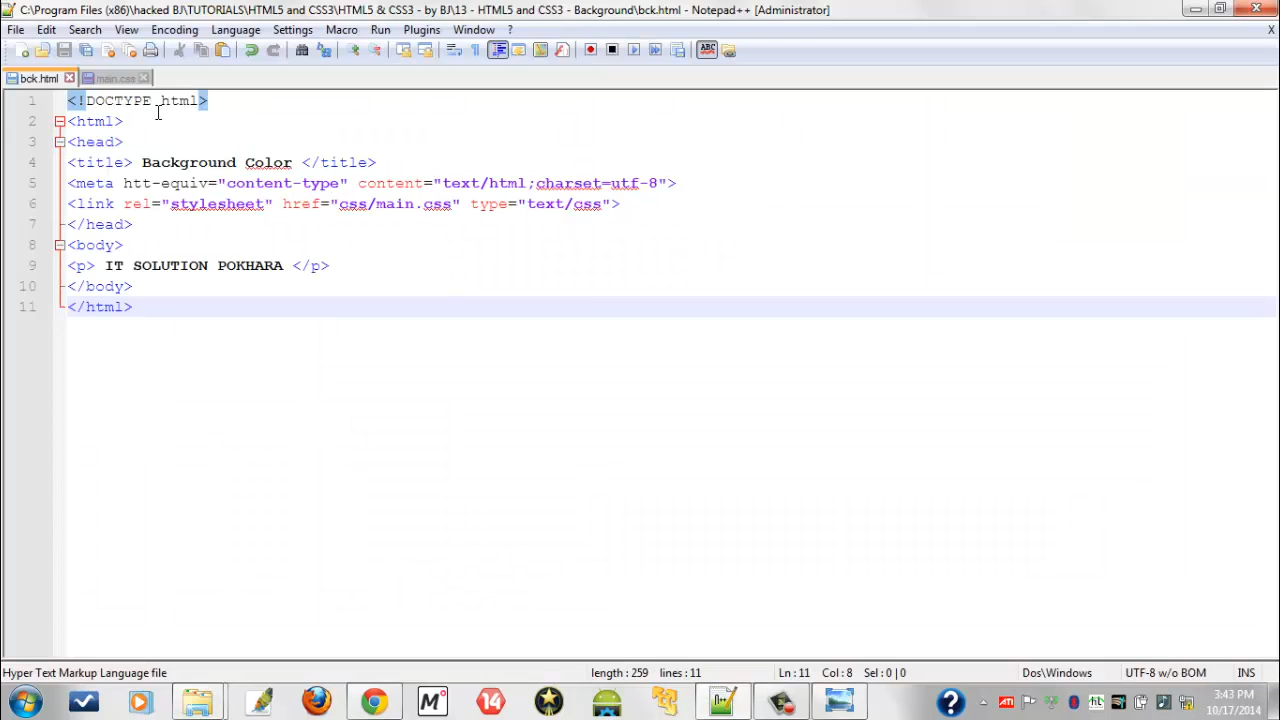 C:\Program Files (x86)\hacked BJ\TUTORIALS\HTML5 and CSS3\HTML5 & CSS3 - by BJ\13 - HTML5 and CSS3 - Background\bck.html - Notepad++ [Administrator]
File Edit Search View Encoding Language Settings Macro Run Plugins Window ? X
bck.html main.css
1 <!DOCTYPE html>
2 <html>
3 <head>
4 <title> Background Color </title>
5 <meta htt-equiv="content-type" content="text/html;charset=utf-8">
6 <link rel="stylesheet" href="css/main.css" type="text/css">
7 </head>
8 <body>
9 <p> IT SOLUTION POKHARA </p>
10 </body>
11 </html>
Hyper Text Markup Language file length : 259 lines : 11 Ln : 11 Col : 8 Sel : 0 | 0 Dos\Windows UTF-8 w/o BOM INS
3:43 PM
10/17/2014